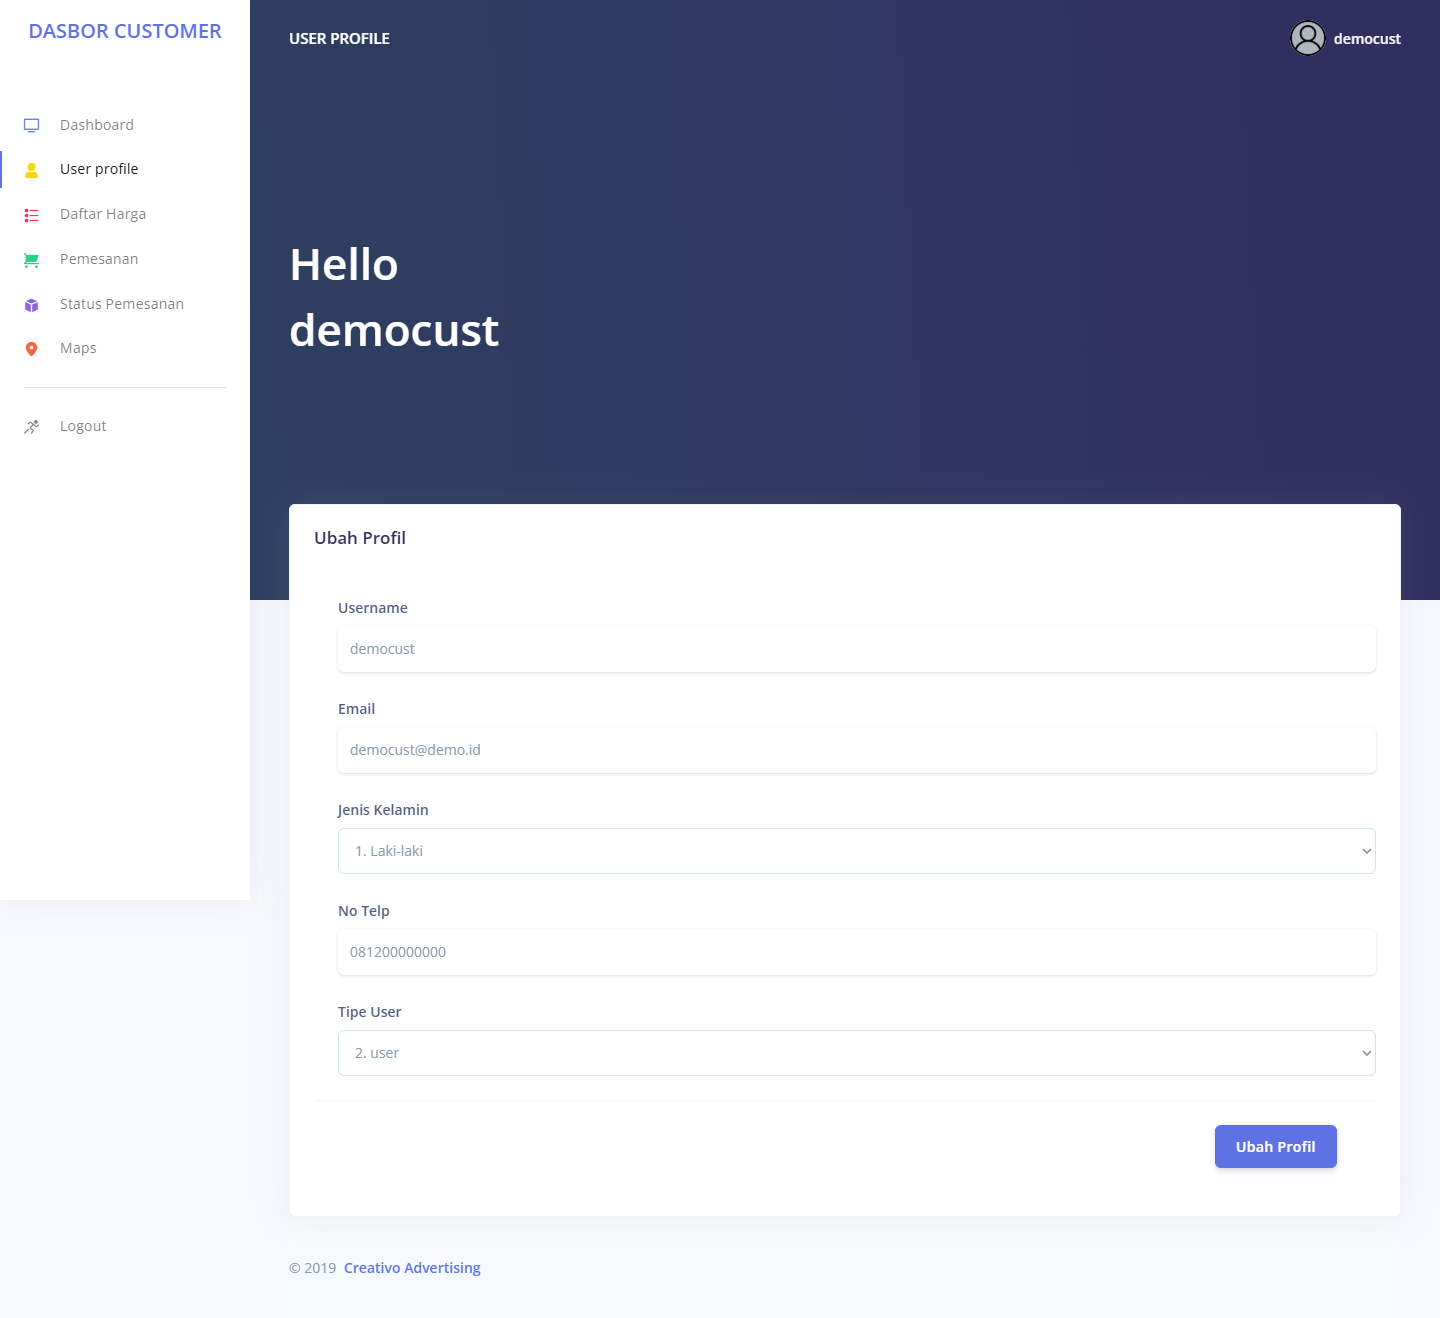 DASBOR CUSTOMER
Dashboard
User profile
Daftar Harga
Pemesanan
Status Pemesanan
Maps
Logout
USER PROFILE
democust
Hello
democust
Ubah Profil
Username
democust
Email
democust@demo.id
Jenis Kelamin
1. Laki-laki
No Telp
081200000000
Tipe User
2. user
Ubah Profil
© 2019 Creativo Advertising